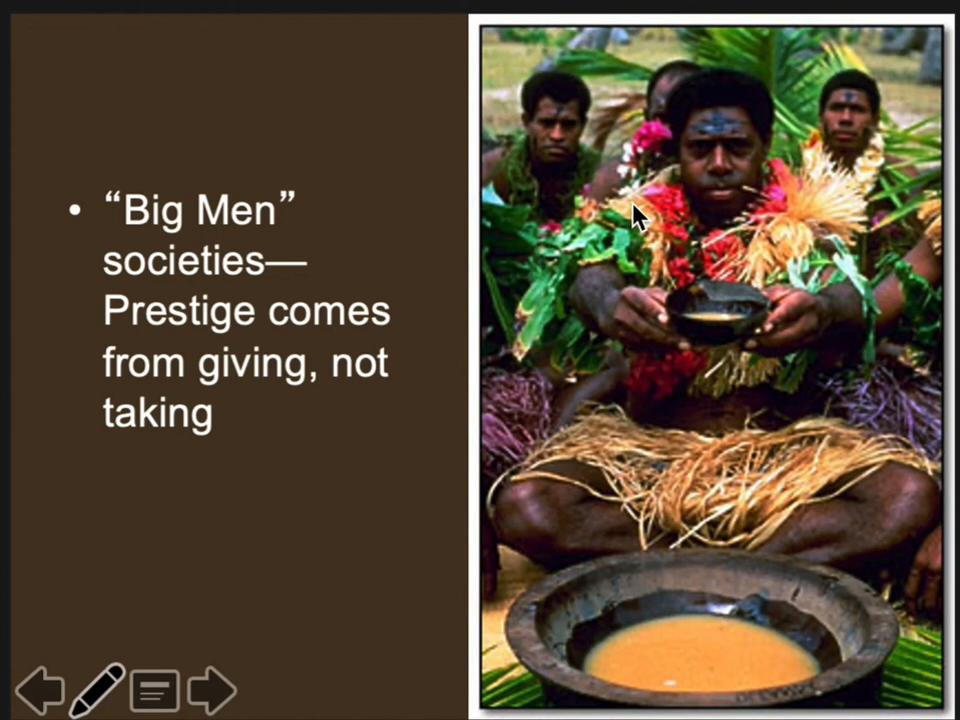 • “Big Men”
societies—
Prestige comes
from giving, not
taking